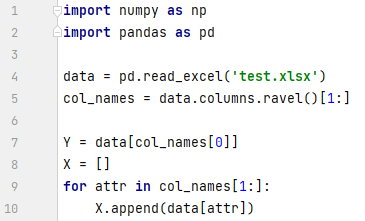 1 import numpy as np
2 import pandas as pd
3
4 data = pd.read_excel('test.xlsx')
5 col_names = data.columns.ravel()[1:]
6
7 Y = data[col_names[0]]
8 X = []
9 for attr in col_names[1:]:
10     X.append(data[attr])